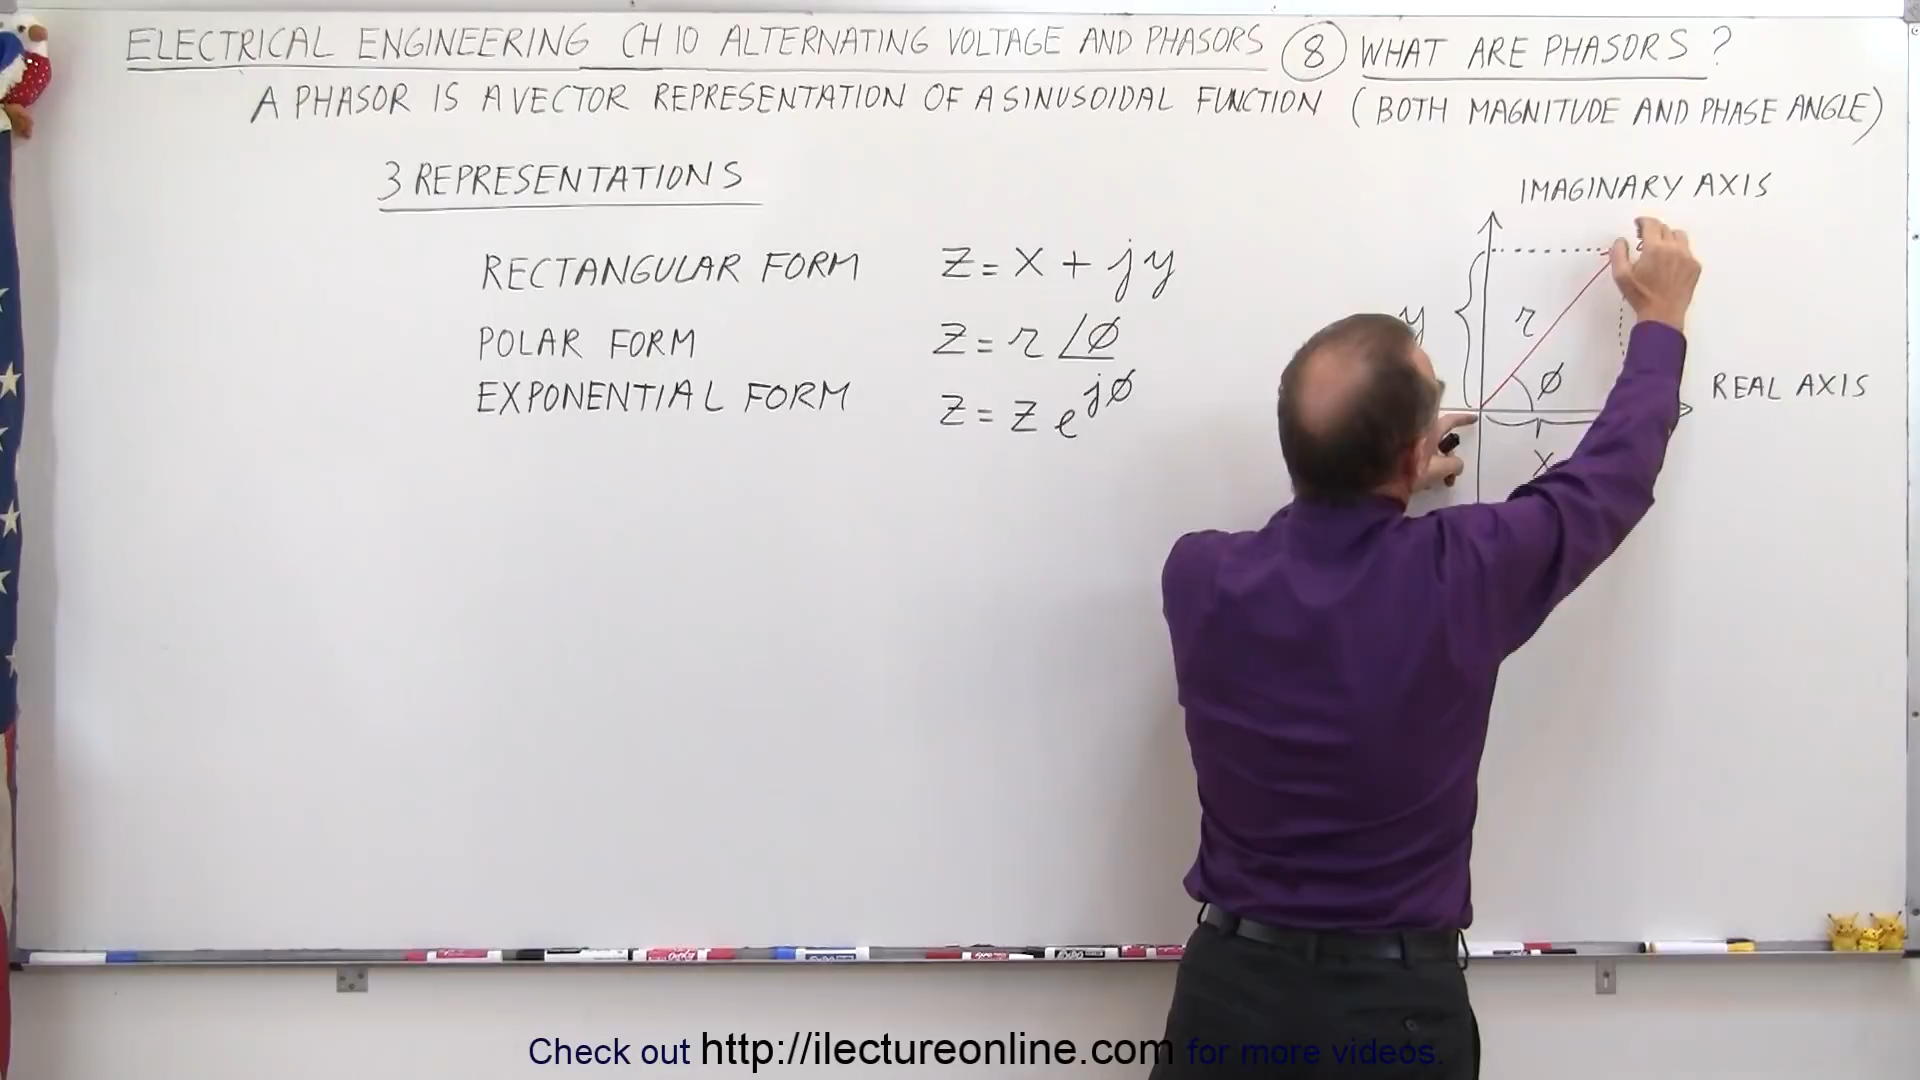 ELECTRICAL ENGINEERING CH 10 ALTERNATING VOLTAGE AND PHASORS 8 WHAT ARE PHASORS ?
A PHASOR IS A VECTOR REPRESENTATION OF A SINUSOIDAL FUNCTION (BOTH MAGNITUDE AND PHASE ANGLE)
3 REPRESENTATIONS
RECTANGULAR FORM z = x + jy
POLAR FORM z = r ∠ø
EXPONENTIAL FORM z = z e^jø
IMAGINARY AXIS
y
r
ø
REAL AXIS
x
Check out http://ilectureonline.com for more videos.